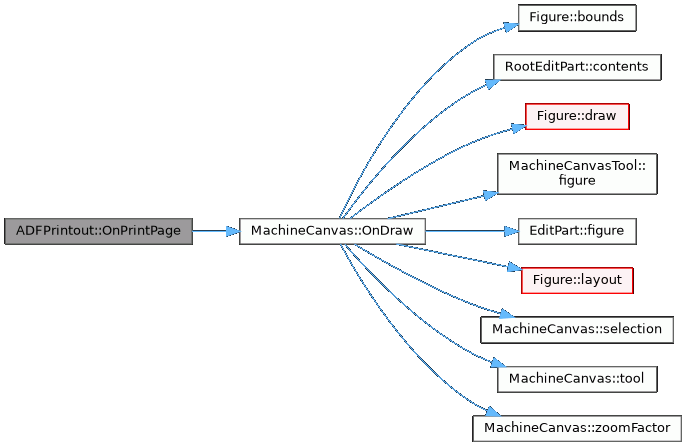 Figure::bounds
RootEditPart::contents
Figure::draw
MachineCanvasTool::
figure
ADFPrintout::OnPrintPage
MachineCanvas::OnDraw
EditPart::figure
Figure::layout
MachineCanvas::selection
MachineCanvas::tool
MachineCanvas::zoomFactor